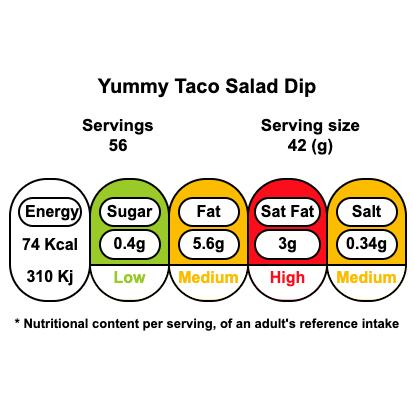 Yummy Taco Salad Dip
Servings
56
Serving size
42 (g)
Energy
74 Kcal
310 Kj
Sugar
0.4g
Low
Fat
5.6g
Medium
Sat Fat
3g
High
Salt
0.34g
Medium
* Nutritional content per serving, of an adult's reference intake